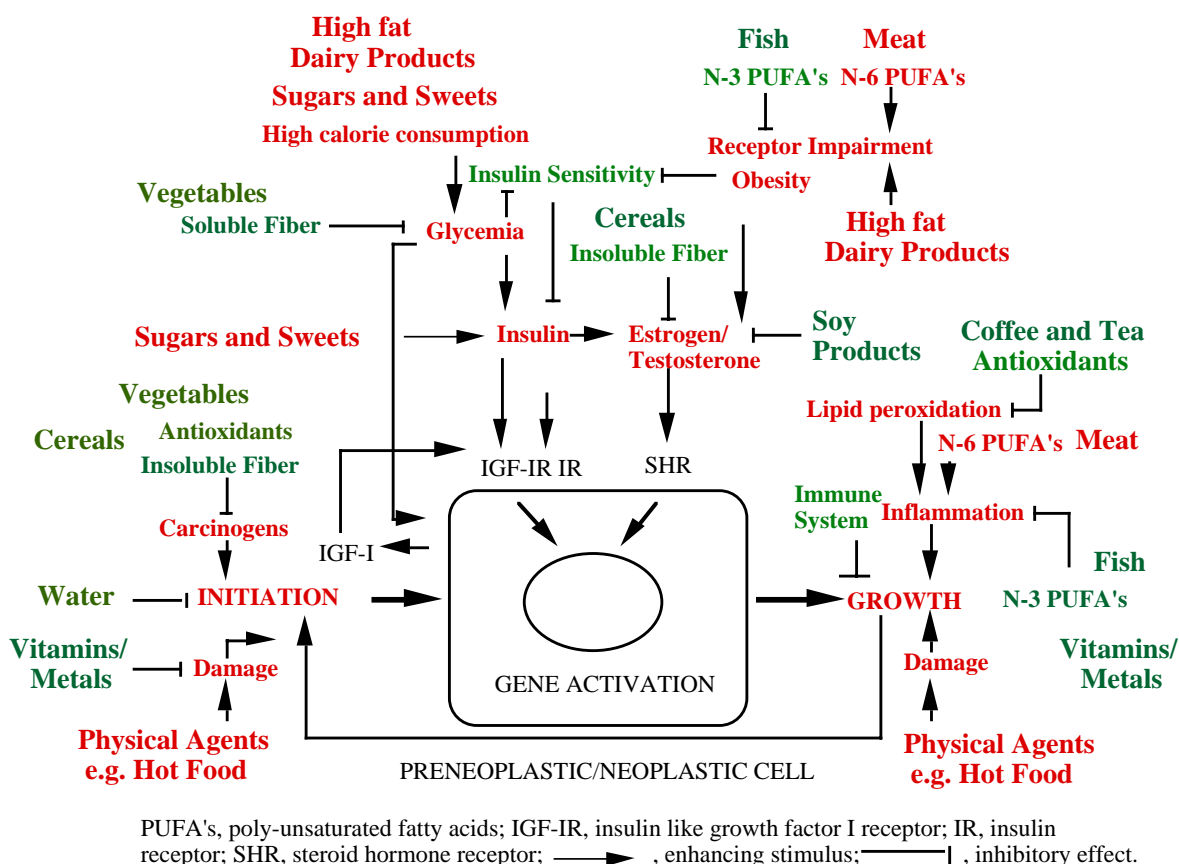 High fat
Dairy Products
Sugars and Sweets
High calorie consumption
Fish
N-3 PUFA's
Meat
N-6 PUFA's
Receptor Impairment
Obesity
Insulin Sensitivity
Vegetables
Soluble Fiber
Glycemia
Cereals
Insoluble Fiber
High fat
Dairy Products
Sugars and Sweets
Insulin
Estrogen/
Testosterone
Soy
Products
Coffee and Tea
Antioxidants
Vegetables
Cereals
Antioxidants
Insoluble Fiber
Lipid peroxidation
N-6 PUFA's Meat
IGF-IR IR
SHR
Carcinogens
IGF-I
Immune
System
Inflammation
Fish
N-3 PUFA's
Water
INITIATION
GROWTH
Vitamins/
Metals
Damage
GENE ACTIVATION
Damage
Vitamins/
Metals
Physical Agents
e.g. Hot Food
PRENEOPLASTIC/NEOPLASTIC CELL
Physical Agents
e.g. Hot Food
PUFA's, poly-unsaturated fatty acids; IGF-IR, insulin like growth factor I receptor; IR, insulin
receptor; SHR, steroid hormone receptor; , enhancing stimulus; , inhibitory effect.